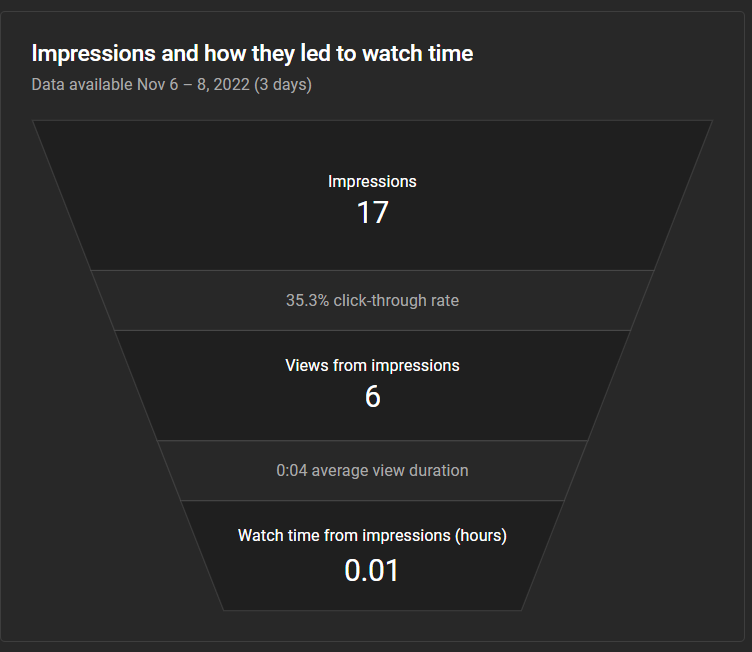 Impressions and how they led to watch time
Data available Nov 6 – 8, 2022 (3 days)
Impressions
17
35.3% click-through rate
Views from impressions
6
0:04 average view duration
Watch time from impressions (hours)
0.01